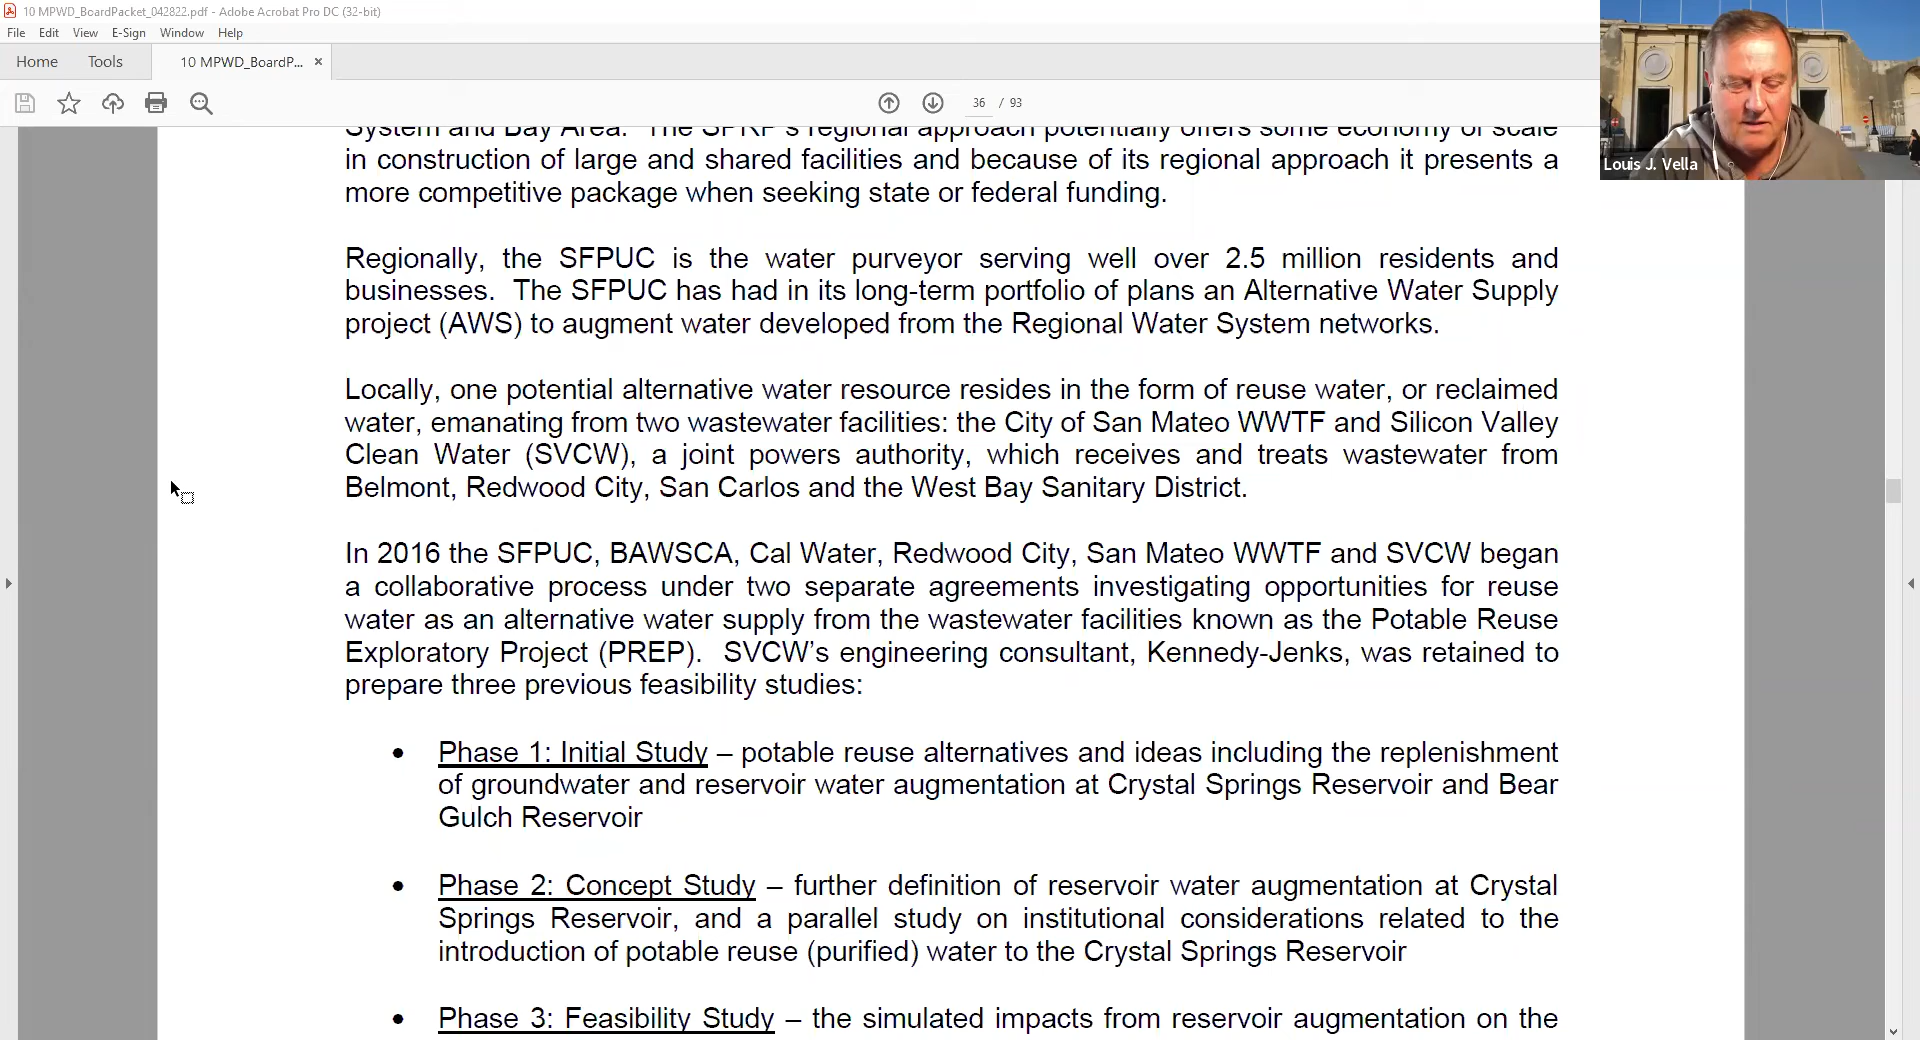 10 MPWD_BoardPacket_042822.pdf - Adobe Acrobat Pro DC (32-bit)
File Edit View E-Sign Window Help
Home Tools 10 MPWD_BoardP... ×
36 / 93
Louis J. Vella
System and Bay Area. The SPRP's regional approach potentially offers some economy of scale
in construction of large and shared facilities and because of its regional approach it presents a
more competitive package when seeking state or federal funding.
Regionally, the SFPUC is the water purveyor serving well over 2.5 million residents and
businesses. The SFPUC has had in its long-term portfolio of plans an Alternative Water Supply
project (AWS) to augment water developed from the Regional Water System networks.
Locally, one potential alternative water resource resides in the form of reuse water, or reclaimed
water, emanating from two wastewater facilities: the City of San Mateo WWTF and Silicon Valley
Clean Water (SVCW), a joint powers authority, which receives and treats wastewater from
Belmont, Redwood City, San Carlos and the West Bay Sanitary District.
In 2016 the SFPUC, BAWSCA, Cal Water, Redwood City, San Mateo WWTF and SVCW began
a collaborative process under two separate agreements investigating opportunities for reuse
water as an alternative water supply from the wastewater facilities known as the Potable Reuse
Exploratory Project (PREP). SVCW's engineering consultant, Kennedy-Jenks, was retained to
prepare three previous feasibility studies:
• Phase 1: Initial Study – potable reuse alternatives and ideas including the replenishment
of groundwater and reservoir water augmentation at Crystal Springs Reservoir and Bear
Gulch Reservoir
• Phase 2: Concept Study – further definition of reservoir water augmentation at Crystal
Springs Reservoir, and a parallel study on institutional considerations related to the
introduction of potable reuse (purified) water to the Crystal Springs Reservoir
• Phase 3: Feasibility Study – the simulated impacts from reservoir augmentation on the